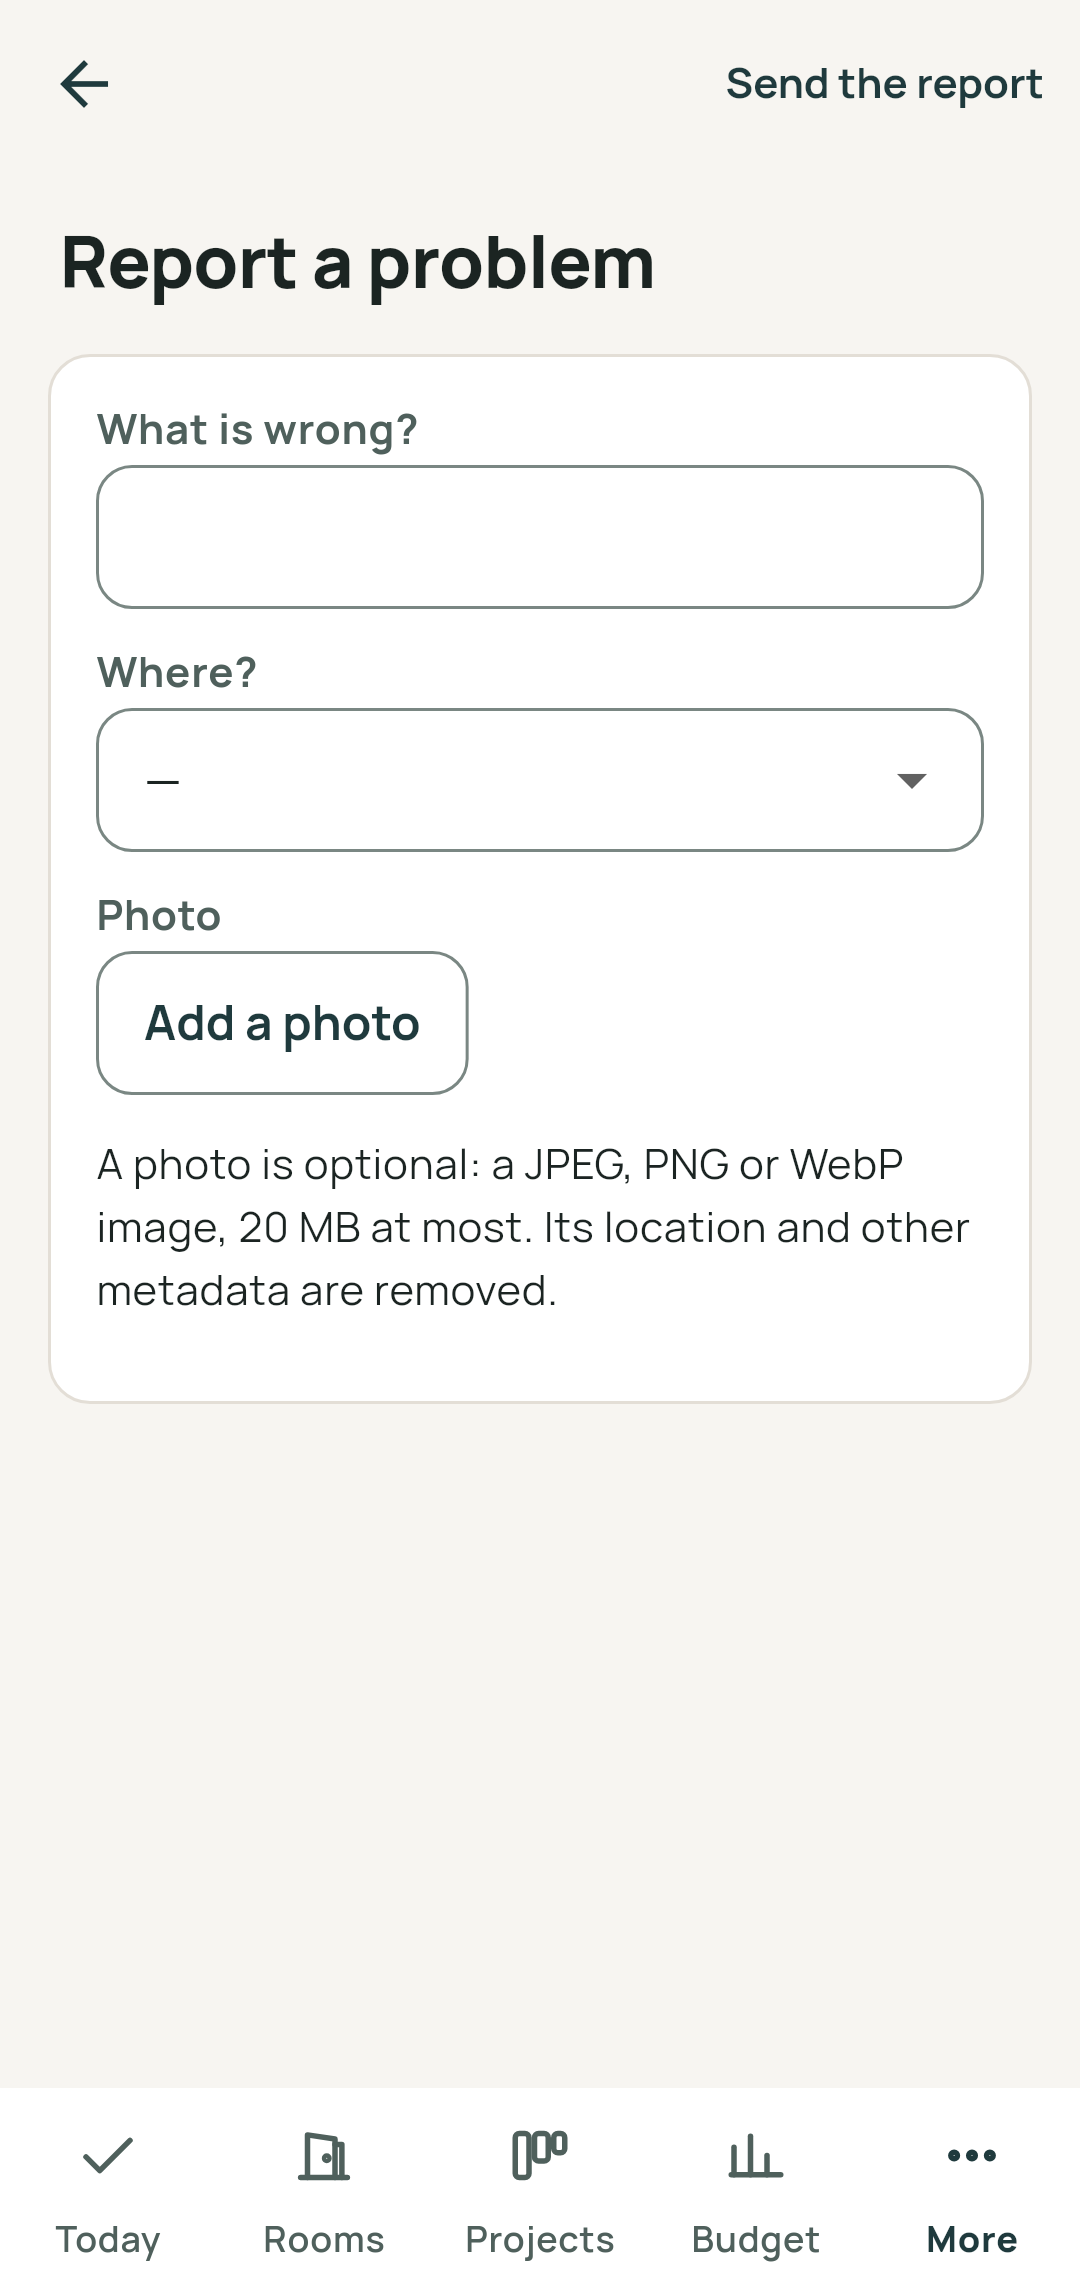 Send the report
Report a problem
What is wrong?
Where?
—
Photo
Add a photo
A photo is optional: a JPEG, PNG or WebP
image, 20 MB at most. Its location and other
metadata are removed.
Today
Rooms
Projects
Budget
More